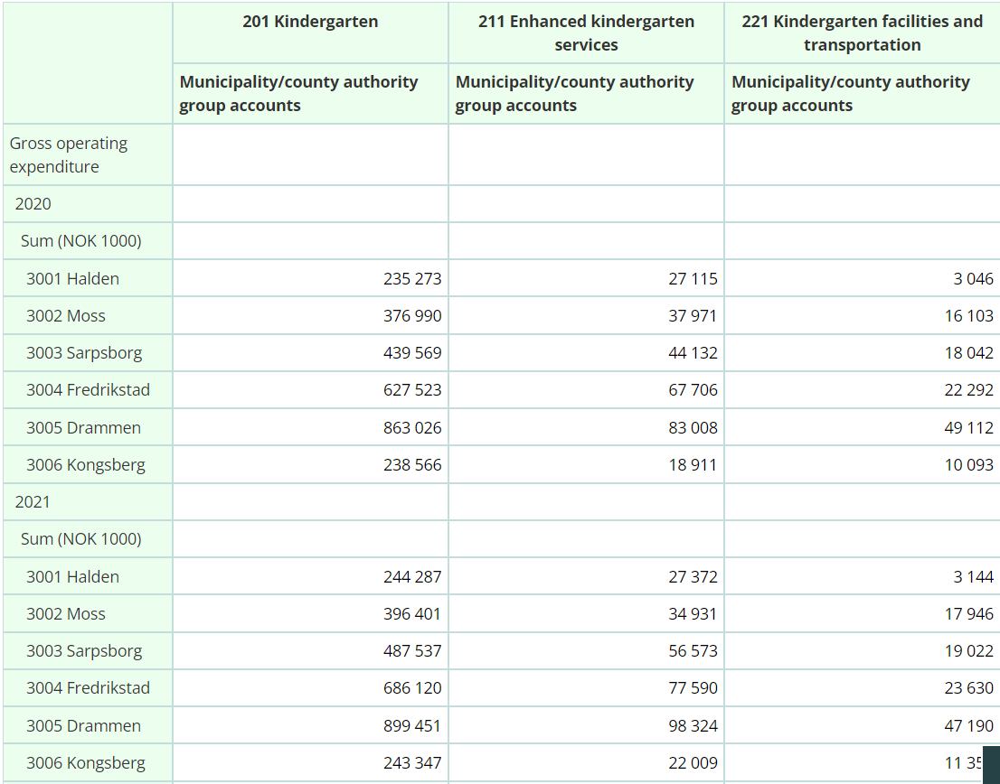 201 Kindergarten 211 Enhanced kindergarten services 221 Kindergarten facilities and transportation
Municipality/county authority group accounts Municipality/county authority group accounts Municipality/county authority group accounts
Gross operating expenditure
2020
Sum (NOK 1000)
3001 Halden 235 273 27 115 3 046
3002 Moss 376 990 37 971 16 103
3003 Sarpsborg 439 569 44 132 18 042
3004 Fredrikstad 627 523 67 706 22 292
3005 Drammen 863 026 83 008 49 112
3006 Kongsberg 238 566 18 911 10 093
2021
Sum (NOK 1000)
3001 Halden 244 287 27 372 3 144
3002 Moss 396 401 34 931 17 946
3003 Sarpsborg 487 537 56 573 19 022
3004 Fredrikstad 686 120 77 590 23 630
3005 Drammen 899 451 98 324 47 190
3006 Kongsberg 243 347 22 009